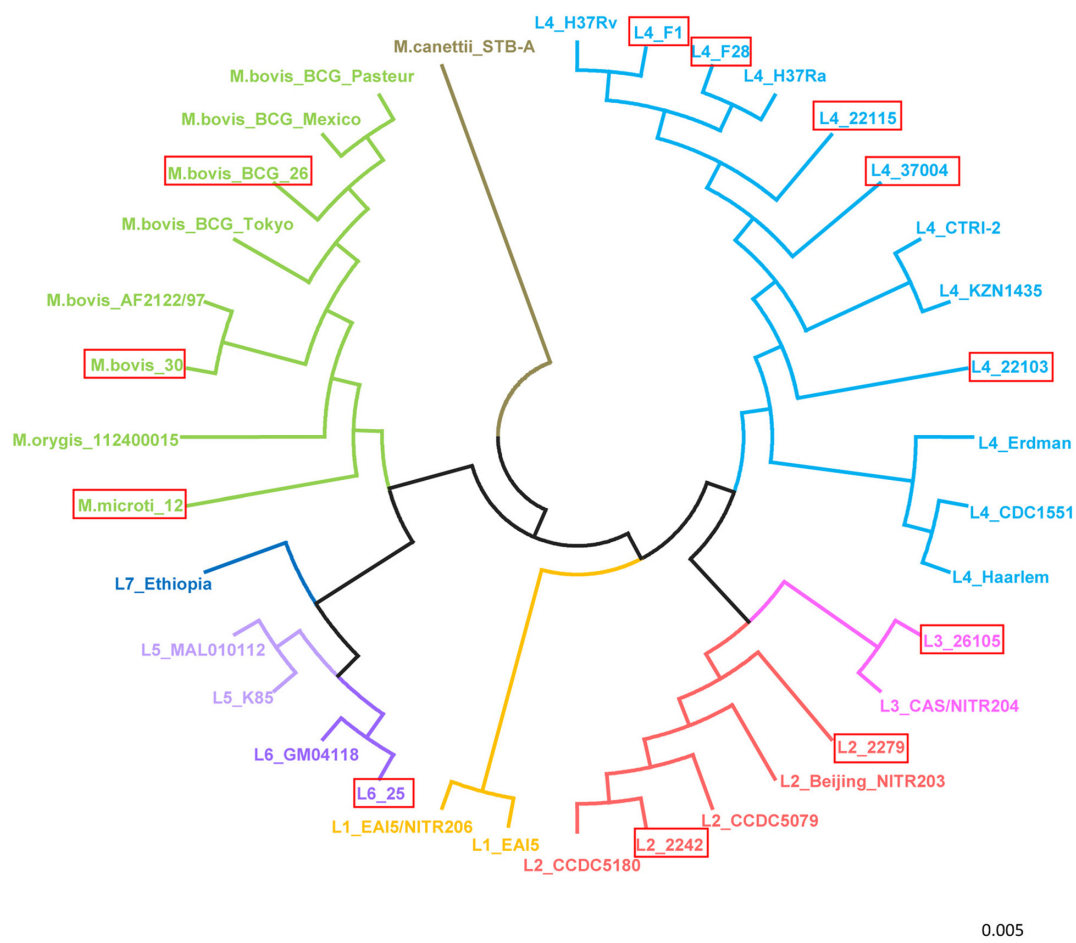 L4_H37Rv
L4_F1
M.canettii_STB-A
L4_F28
M.bovis_BCG_Pasteur
L4_H37Ra
M.bovis_BCG_Mexico
L4_22115
M.bovis_BCG_26
L4_37004
M.bovis_BCG_Tokyo
L4_CTRI-2
M.bovis_AF2122/97
L4_KZN1435
M.bovis_30
L4_22103
M.orygis_112400015
L4_Erdman
M.microti_12
L4_CDC1551
L7_Ethiopia
L4_Haarlem
L5_MAL010112
L3_26105
L5_K85
L3_CAS/NITR204
L6_GM04118
L2_2279
L2_Beijing_NITR203
L6_25
L2_CCDC5079
L1_EAI5/NITR206
L1_EAI5
L2_2242
L2_CCDC5180
0.005